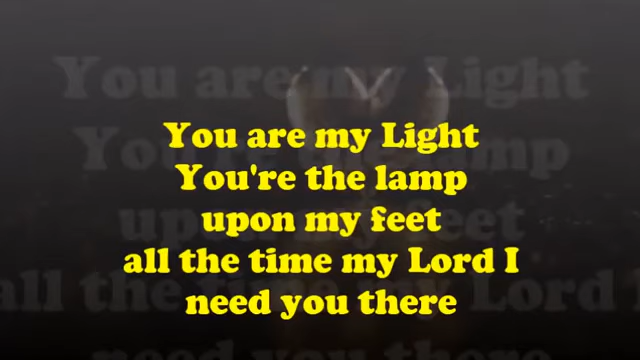 You are my Light
You're the lamp
upon my feet
all the time my Lord I
need you there